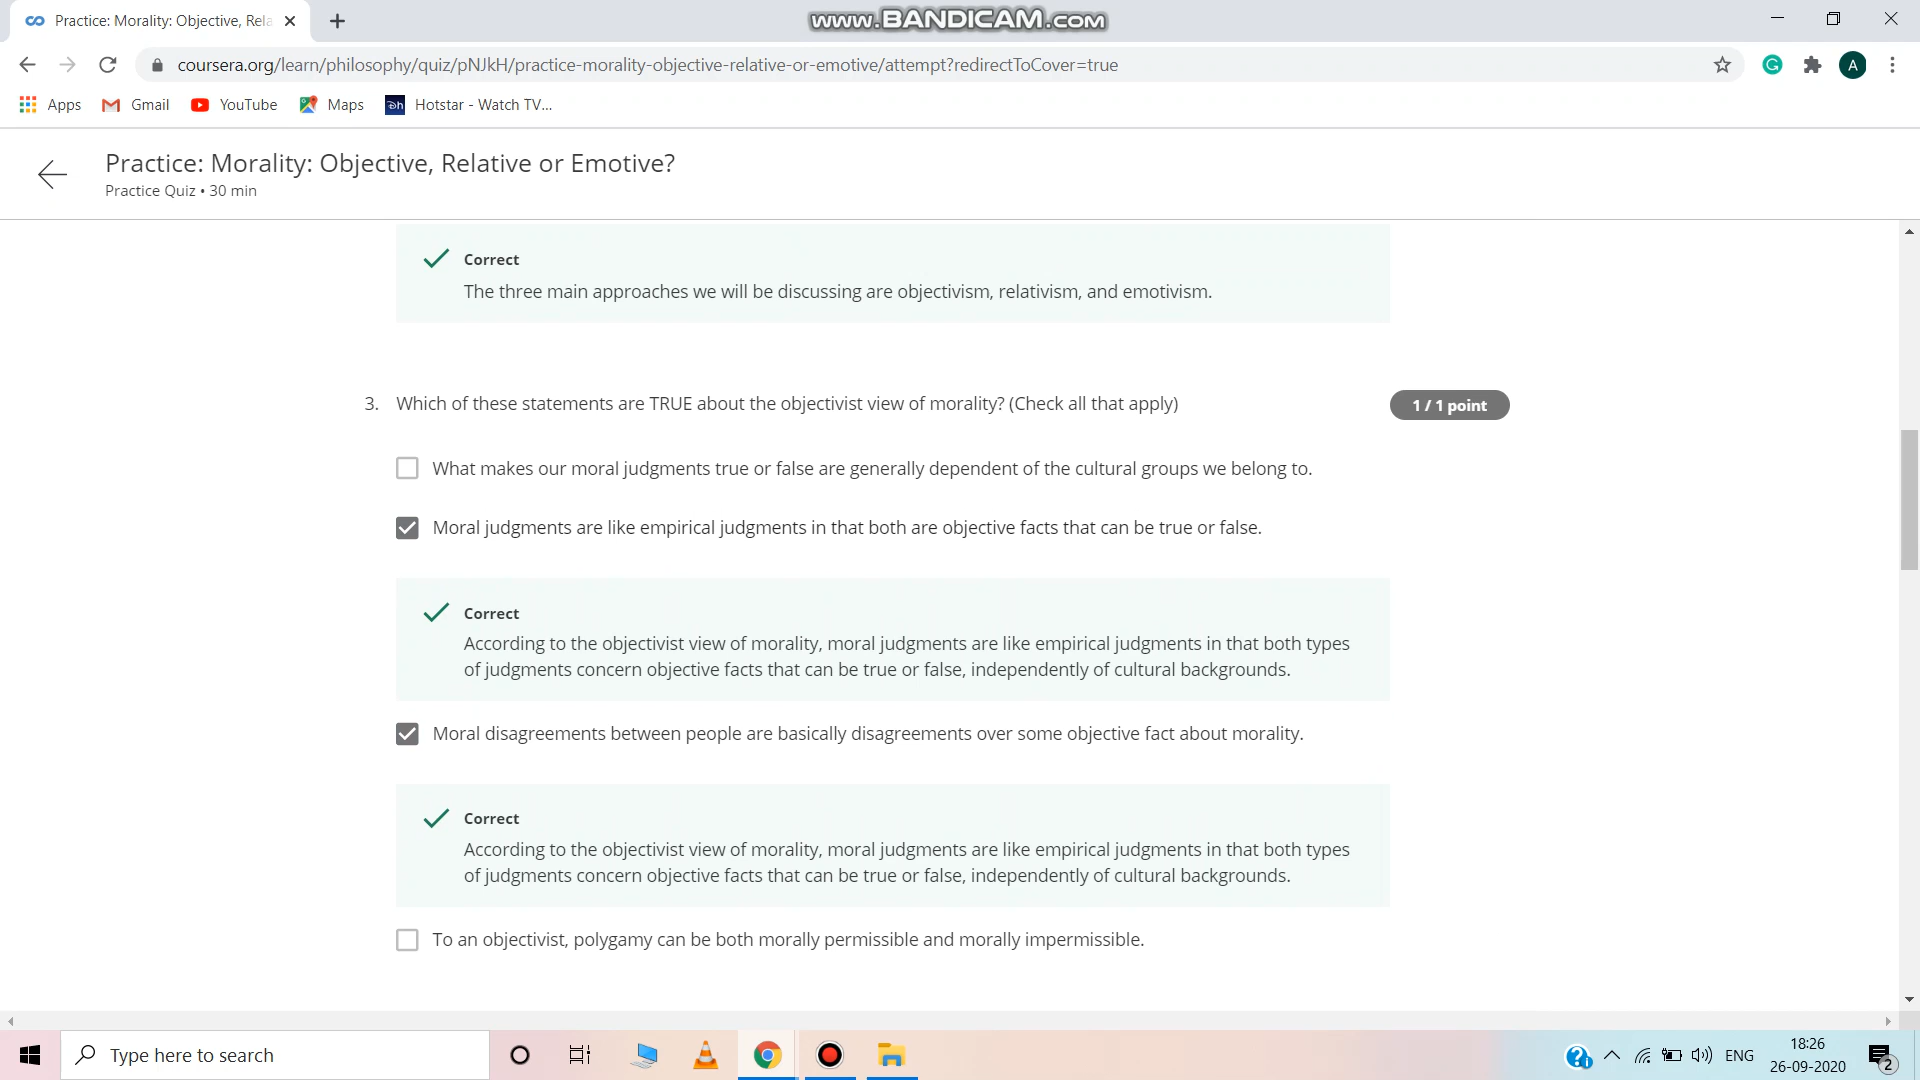 Practice: Morality: Objective, Rela
www.BANDICAM.com
coursera.org/learn/philosophy/quiz/pNJkH/practice-morality-objective-relative-or-emotive/attempt?redirectToCover=true
A
Apps Gmail YouTube Maps Hotstar - Watch TV...
Practice: Morality: Objective, Relative or Emotive?
Practice Quiz • 30 min
Correct
The three main approaches we will be discussing are objectivism, relativism, and emotivism.
3. Which of these statements are TRUE about the objectivist view of morality? (Check all that apply)
1 / 1 point
What makes our moral judgments true or false are generally dependent of the cultural groups we belong to.
Moral judgments are like empirical judgments in that both are objective facts that can be true or false.
Correct
According to the objectivist view of morality, moral judgments are like empirical judgments in that both types
of judgments concern objective facts that can be true or false, independently of cultural backgrounds.
Moral disagreements between people are basically disagreements over some objective fact about morality.
Correct
According to the objectivist view of morality, moral judgments are like empirical judgments in that both types
of judgments concern objective facts that can be true or false, independently of cultural backgrounds.
To an objectivist, polygamy can be both morally permissible and morally impermissible.
Type here to search
ENG
18:26
26-09-2020
2